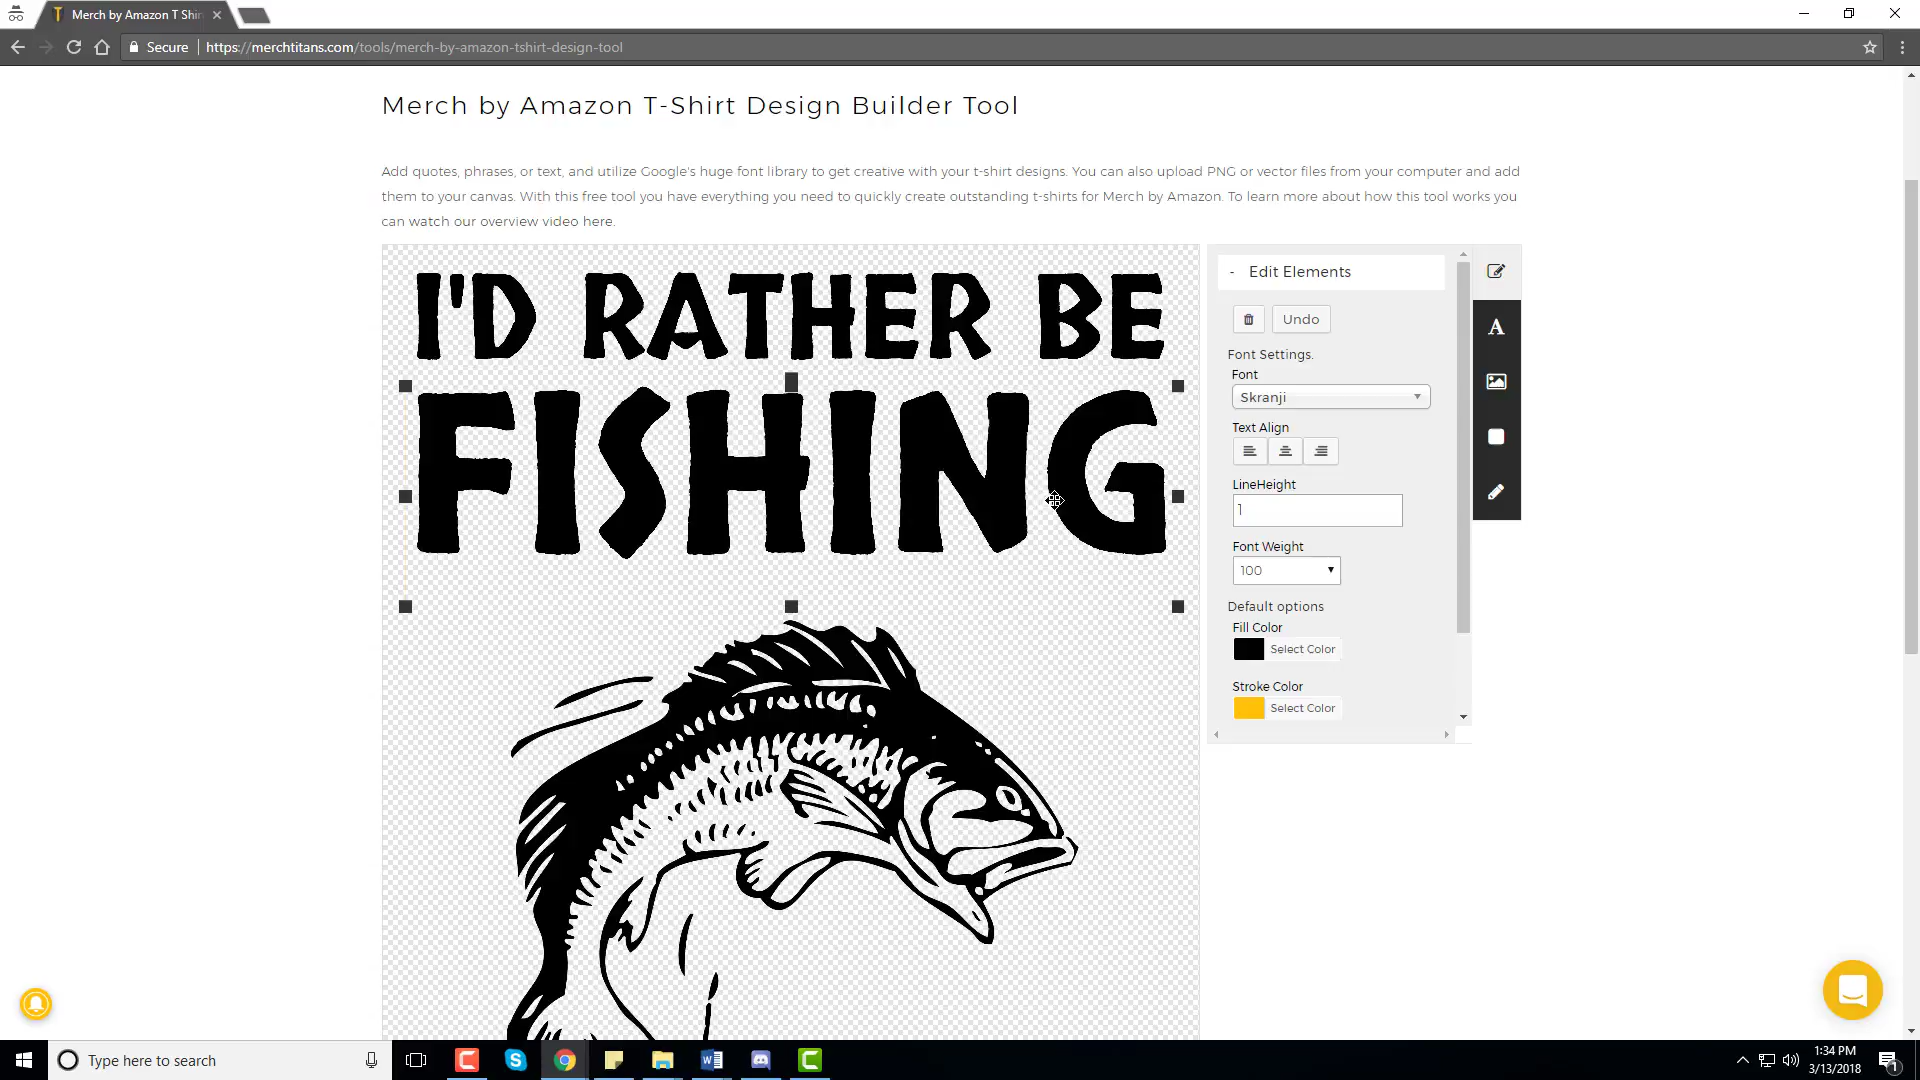 Merch by Amazon T Shir
Secure
https://merchtitans.com/tools/merch-by-amazon-tshirt-design-tool
Merch by Amazon T-Shirt Design Builder Tool
Add quotes, phrases, or text, and utilize Google's huge font library to get creative with your t-shirt designs. You can also upload PNG or vector files from your computer and add
them to your canvas. With this free tool you have everything you need to quickly create outstanding t-shirts for Merch by Amazon. To learn more about how this tool works you
can watch our overview video here.
I'D RATHER BE
FISHING
- Edit Elements
Undo
Font Settings.
Font
Skranji
Text Align
LineHeight
1
Font Weight
100
Default options
Fill Color
Select Color
Stroke Color
Select Color
A
Type here to search
1:34 PM
3/13/2018
1